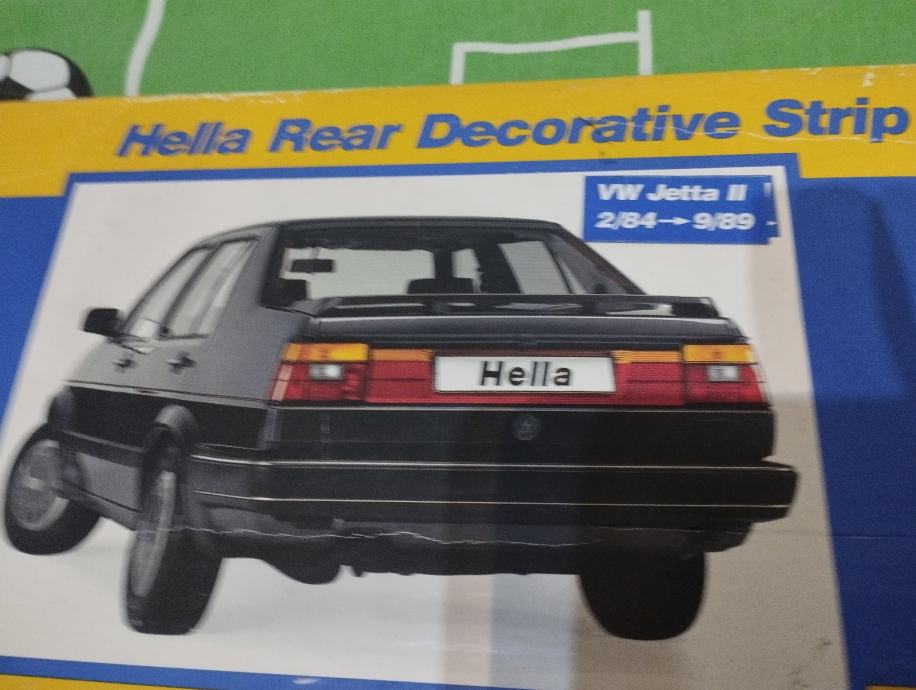 Hella Rear Decorative Strip
VW Jetta II
2/84→9/89
Hella